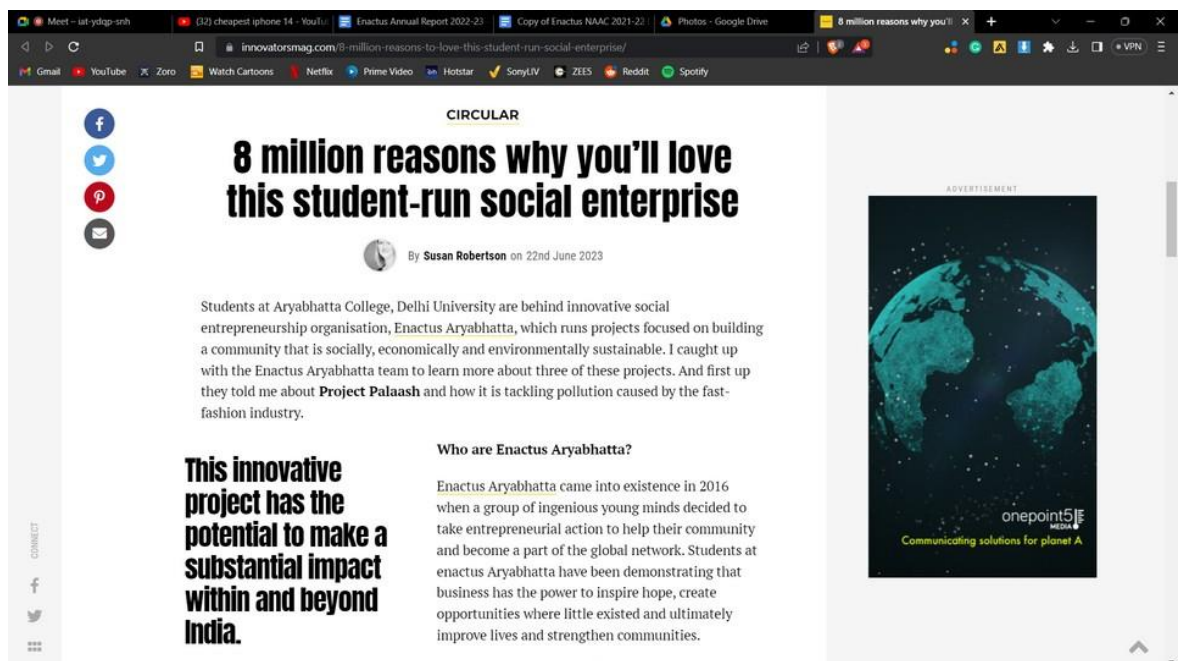 Meet – iat-ydqp-snh
(32) cheapest iphone 14 - YouTu
Enactus Annual Report 2022-23
Copy of Enactus NAAC 2021-22
Photos - Google Drive
8 million reasons why you'll
innovatorsmag.com/8-million-reasons-to-love-this-student-run-social-enterprise/
VPN
Gmail YouTube Zoro Watch Cartoons Netflix Prime Video Hotstar SonyLIV ZEE5 Reddit Spotify
CIRCULAR
8 million reasons why you’ll love
this student-run social enterprise
By Susan Robertson on 22nd June 2023
Students at Aryabhatta College, Delhi University are behind innovative social
entrepreneurship organisation, Enactus Aryabhatta, which runs projects focused on building
a community that is socially, economically and environmentally sustainable. I caught up
with the Enactus Aryabhatta team to learn more about three of these projects. And first up
they told me about Project Palaash and how it is tackling pollution caused by the fast-
fashion industry.
This innovative
project has the
potential to make a
substantial impact
within and beyond
India.
Who are Enactus Aryabhatta?
Enactus Aryabhatta came into existence in 2016
when a group of ingenious young minds decided to
take entrepreneurial action to help their community
and become a part of the global network. Students at
enactus Aryabhatta have been demonstrating that
business has the power to inspire hope, create
opportunities where little existed and ultimately
improve lives and strengthen communities.
CONNECT
ADVERTISEMENT
onepoint5
MEDIA
Communicating solutions for planet A